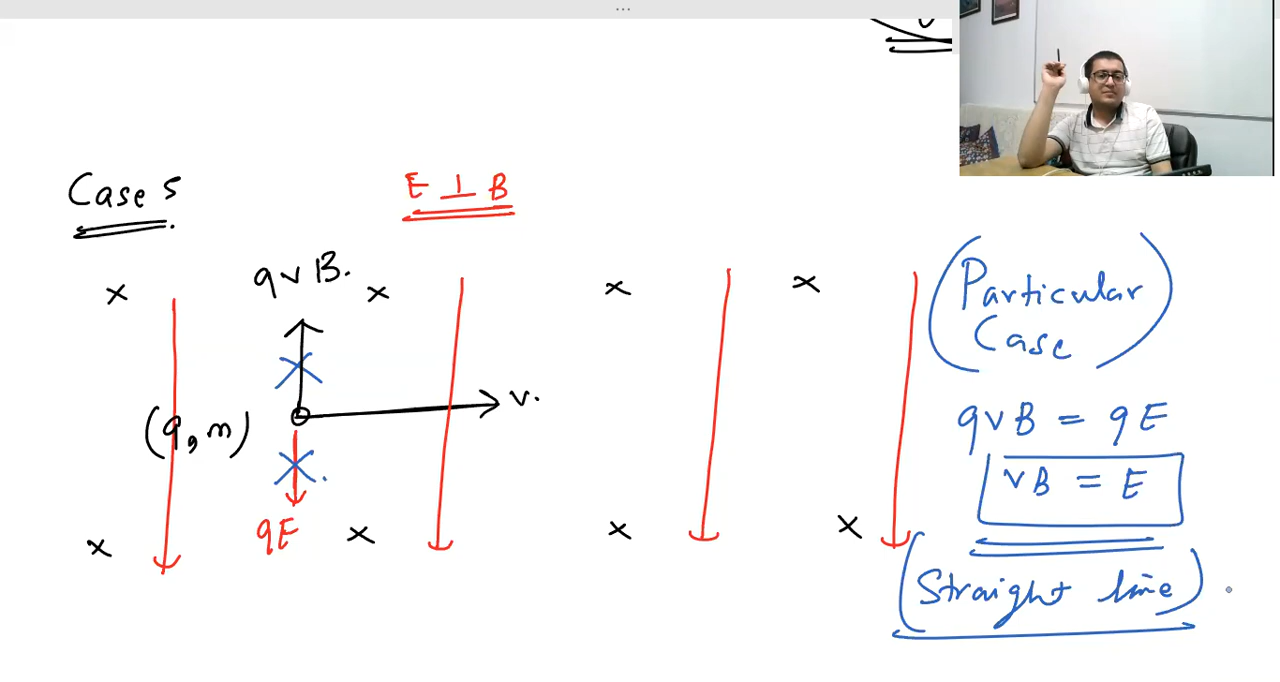 Case 5
E ⊥ B
qvB.
(Particular
Case)
(q, m)
v.
qvB = qE
vB = E
qE
(Straight line)